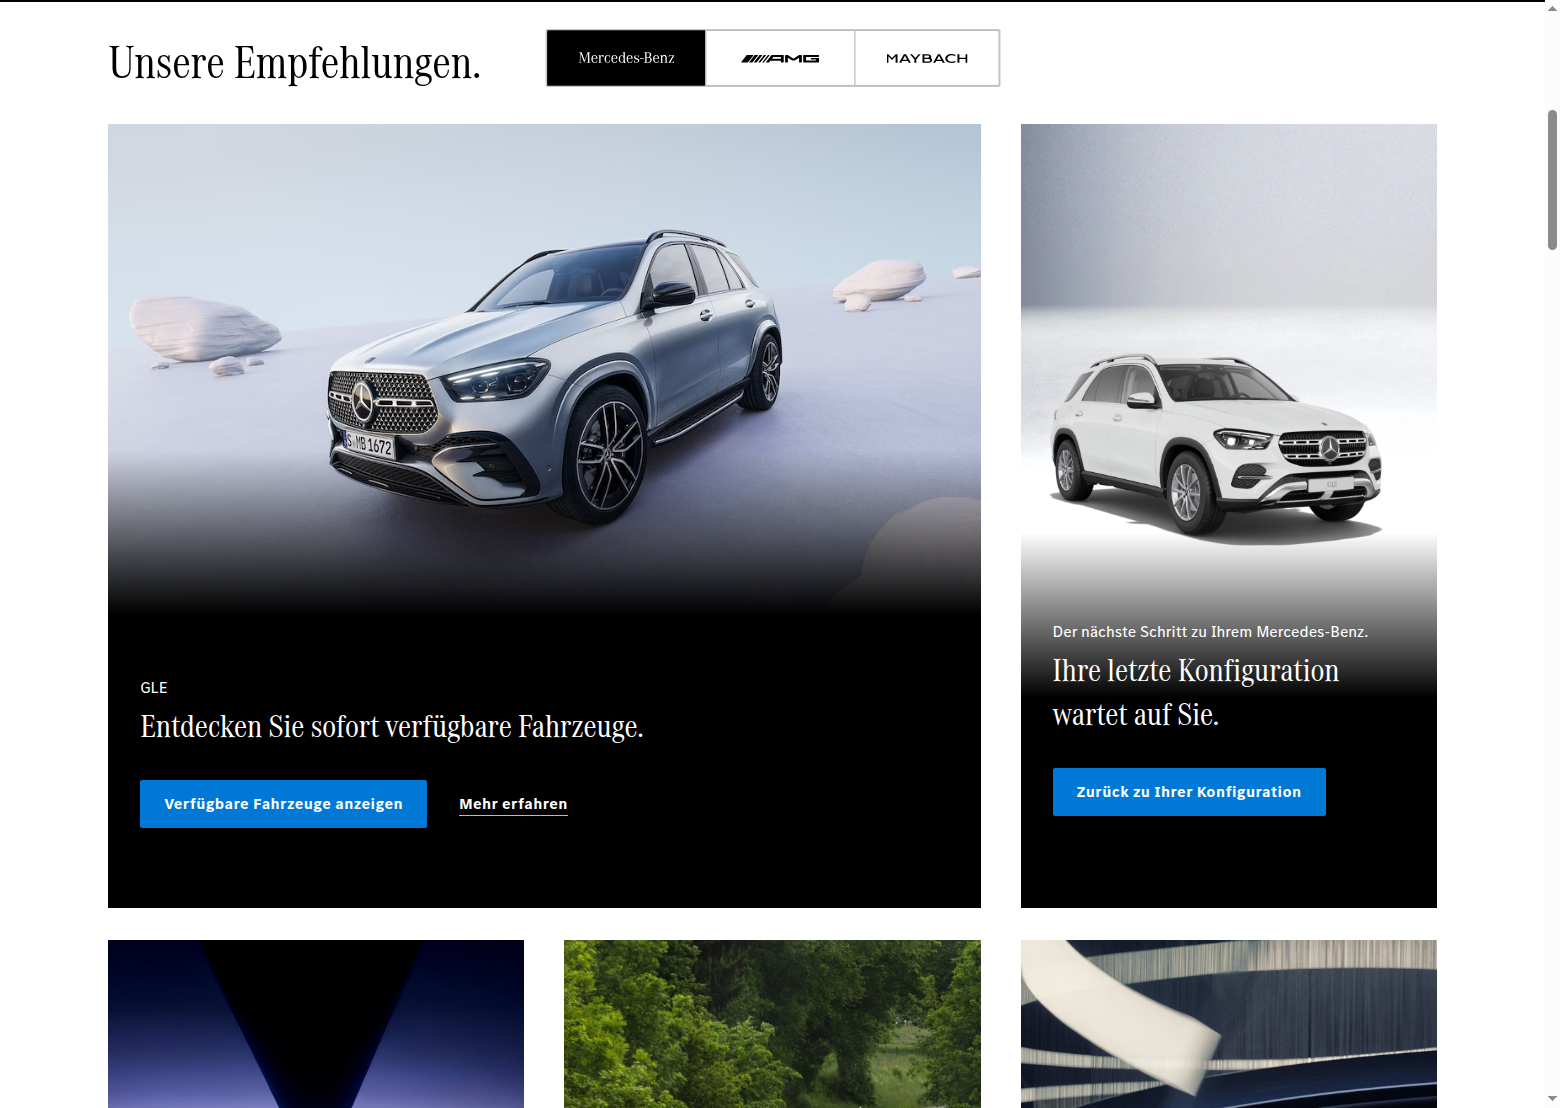 Unsere Empfehlungen.
Mercedes-Benz
AMG
MAYBACH
S MB 1672
GLE
GLE
Entdecken Sie sofort verfügbare Fahrzeuge.
Verfügbare Fahrzeuge anzeigen
Mehr erfahren
Der nächste Schritt zu Ihrem Mercedes-Benz.
Ihre letzte Konfiguration
wartet auf Sie.
Zurück zu Ihrer Konfiguration